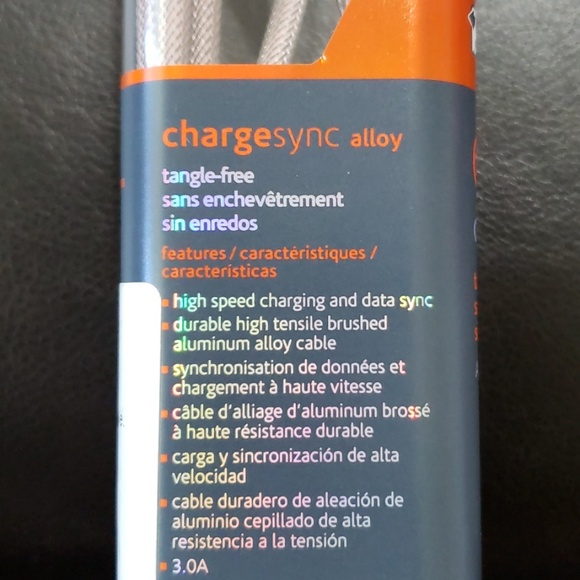 chargesync alloy
tangle-free
sans enchevêtrement
sin enredos
features / caractéristiques /
características
▪ high speed charging and data sync
▪ durable high tensile brushed
aluminum alloy cable
▪ synchronisation de données et
chargement à haute vitesse
▪ câble d'alliage d'aluminum brossé
à haute résistance durable
▪ carga y sincronización de alta
velocidad
▪ cable duradero de aleación de
aluminio cepillado de alta
resistencia a la tensión
▪ 3.0A